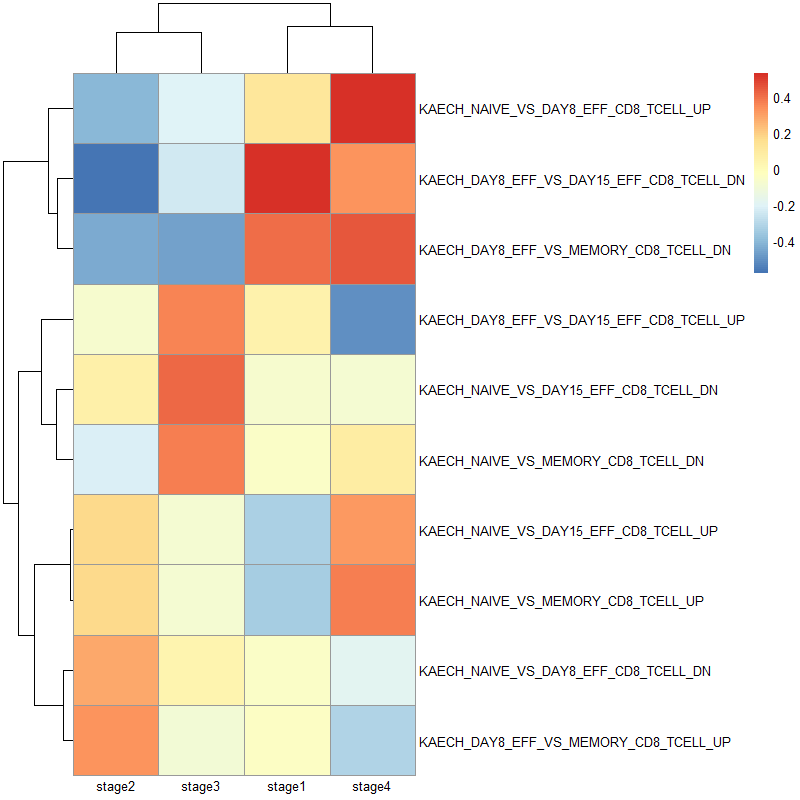 KAECH_NAIVE_VS_DAY8_EFF_CD8_TCELL_UP
KAECH_DAY8_EFF_VS_DAY15_EFF_CD8_TCELL_DN
KAECH_DAY8_EFF_VS_MEMORY_CD8_TCELL_DN
KAECH_DAY8_EFF_VS_DAY15_EFF_CD8_TCELL_UP
KAECH_NAIVE_VS_DAY15_EFF_CD8_TCELL_DN
KAECH_NAIVE_VS_MEMORY_CD8_TCELL_DN
KAECH_NAIVE_VS_DAY15_EFF_CD8_TCELL_UP
KAECH_NAIVE_VS_MEMORY_CD8_TCELL_UP
KAECH_NAIVE_VS_DAY8_EFF_CD8_TCELL_DN
KAECH_DAY8_EFF_VS_MEMORY_CD8_TCELL_UP
stage2 stage3 stage1 stage4
0.4
0.2
0
-0.2
-0.4